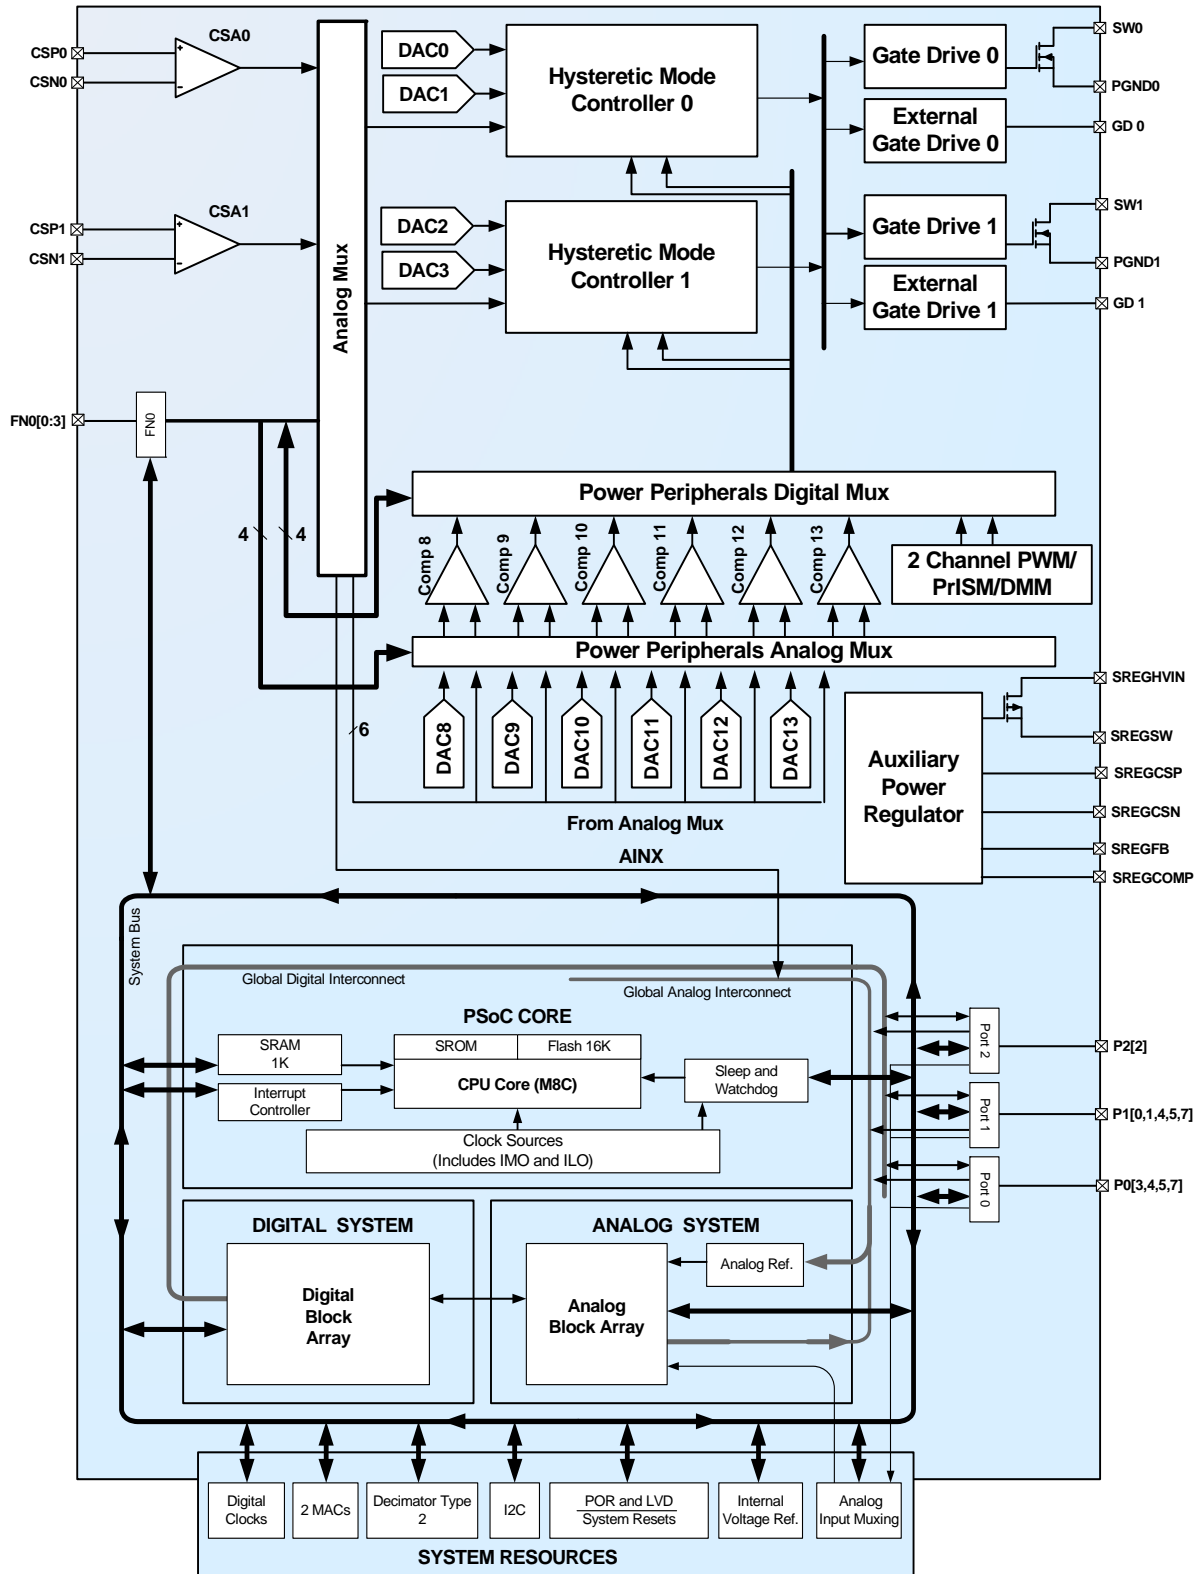 CSP0
CSN0
CSA0
+
−
CSP1
CSN1
CSA1
+
−
Analog Mux
DAC0
DAC1
Hysteretic Mode
Controller 0
DAC2
DAC3
Hysteretic Mode
Controller 1
Gate Drive 0
External
Gate Drive 0
Gate Drive 1
External
Gate Drive 1
SW0
PGND0
GD 0
SW1
PGND1
GD 1
FN0[0:3]
FN0
4
4
Power Peripherals Digital Mux
Comp 8
Comp 9
Comp 10
Comp 11
Comp 12
Comp 13
2 Channel PWM/
PrISM/DMM
Power Peripherals Analog Mux
6
DAC8
DAC9
DAC10
DAC11
DAC12
DAC13
From Analog Mux
AINX
Auxiliary
Power
Regulator
SREGHVIN
SREGSW
SREGCSP
SREGCSN
SREGFB
SREGCOMP
System Bus
Global Digital Interconnect
Global Analog Interconnect
PSoC CORE
SRAM
1K
SROM
Flash 16K
CPU Core (M8C)
Interrupt
Controller
Sleep and
Watchdog
Clock Sources
(Includes IMO and ILO)
Port 2
P2[2]
Port 1
P1[0,1,4,5,7]
Port 0
P0[3,4,5,7]
DIGITAL SYSTEM
Digital
Block
Array
ANALOG SYSTEM
Analog Ref.
Analog
Block Array
Digital
Clocks
2 MACs
Decimator Type
2
I2C
POR and LVD
System Resets
Internal
Voltage Ref.
Analog
Input Muxing
SYSTEM RESOURCES